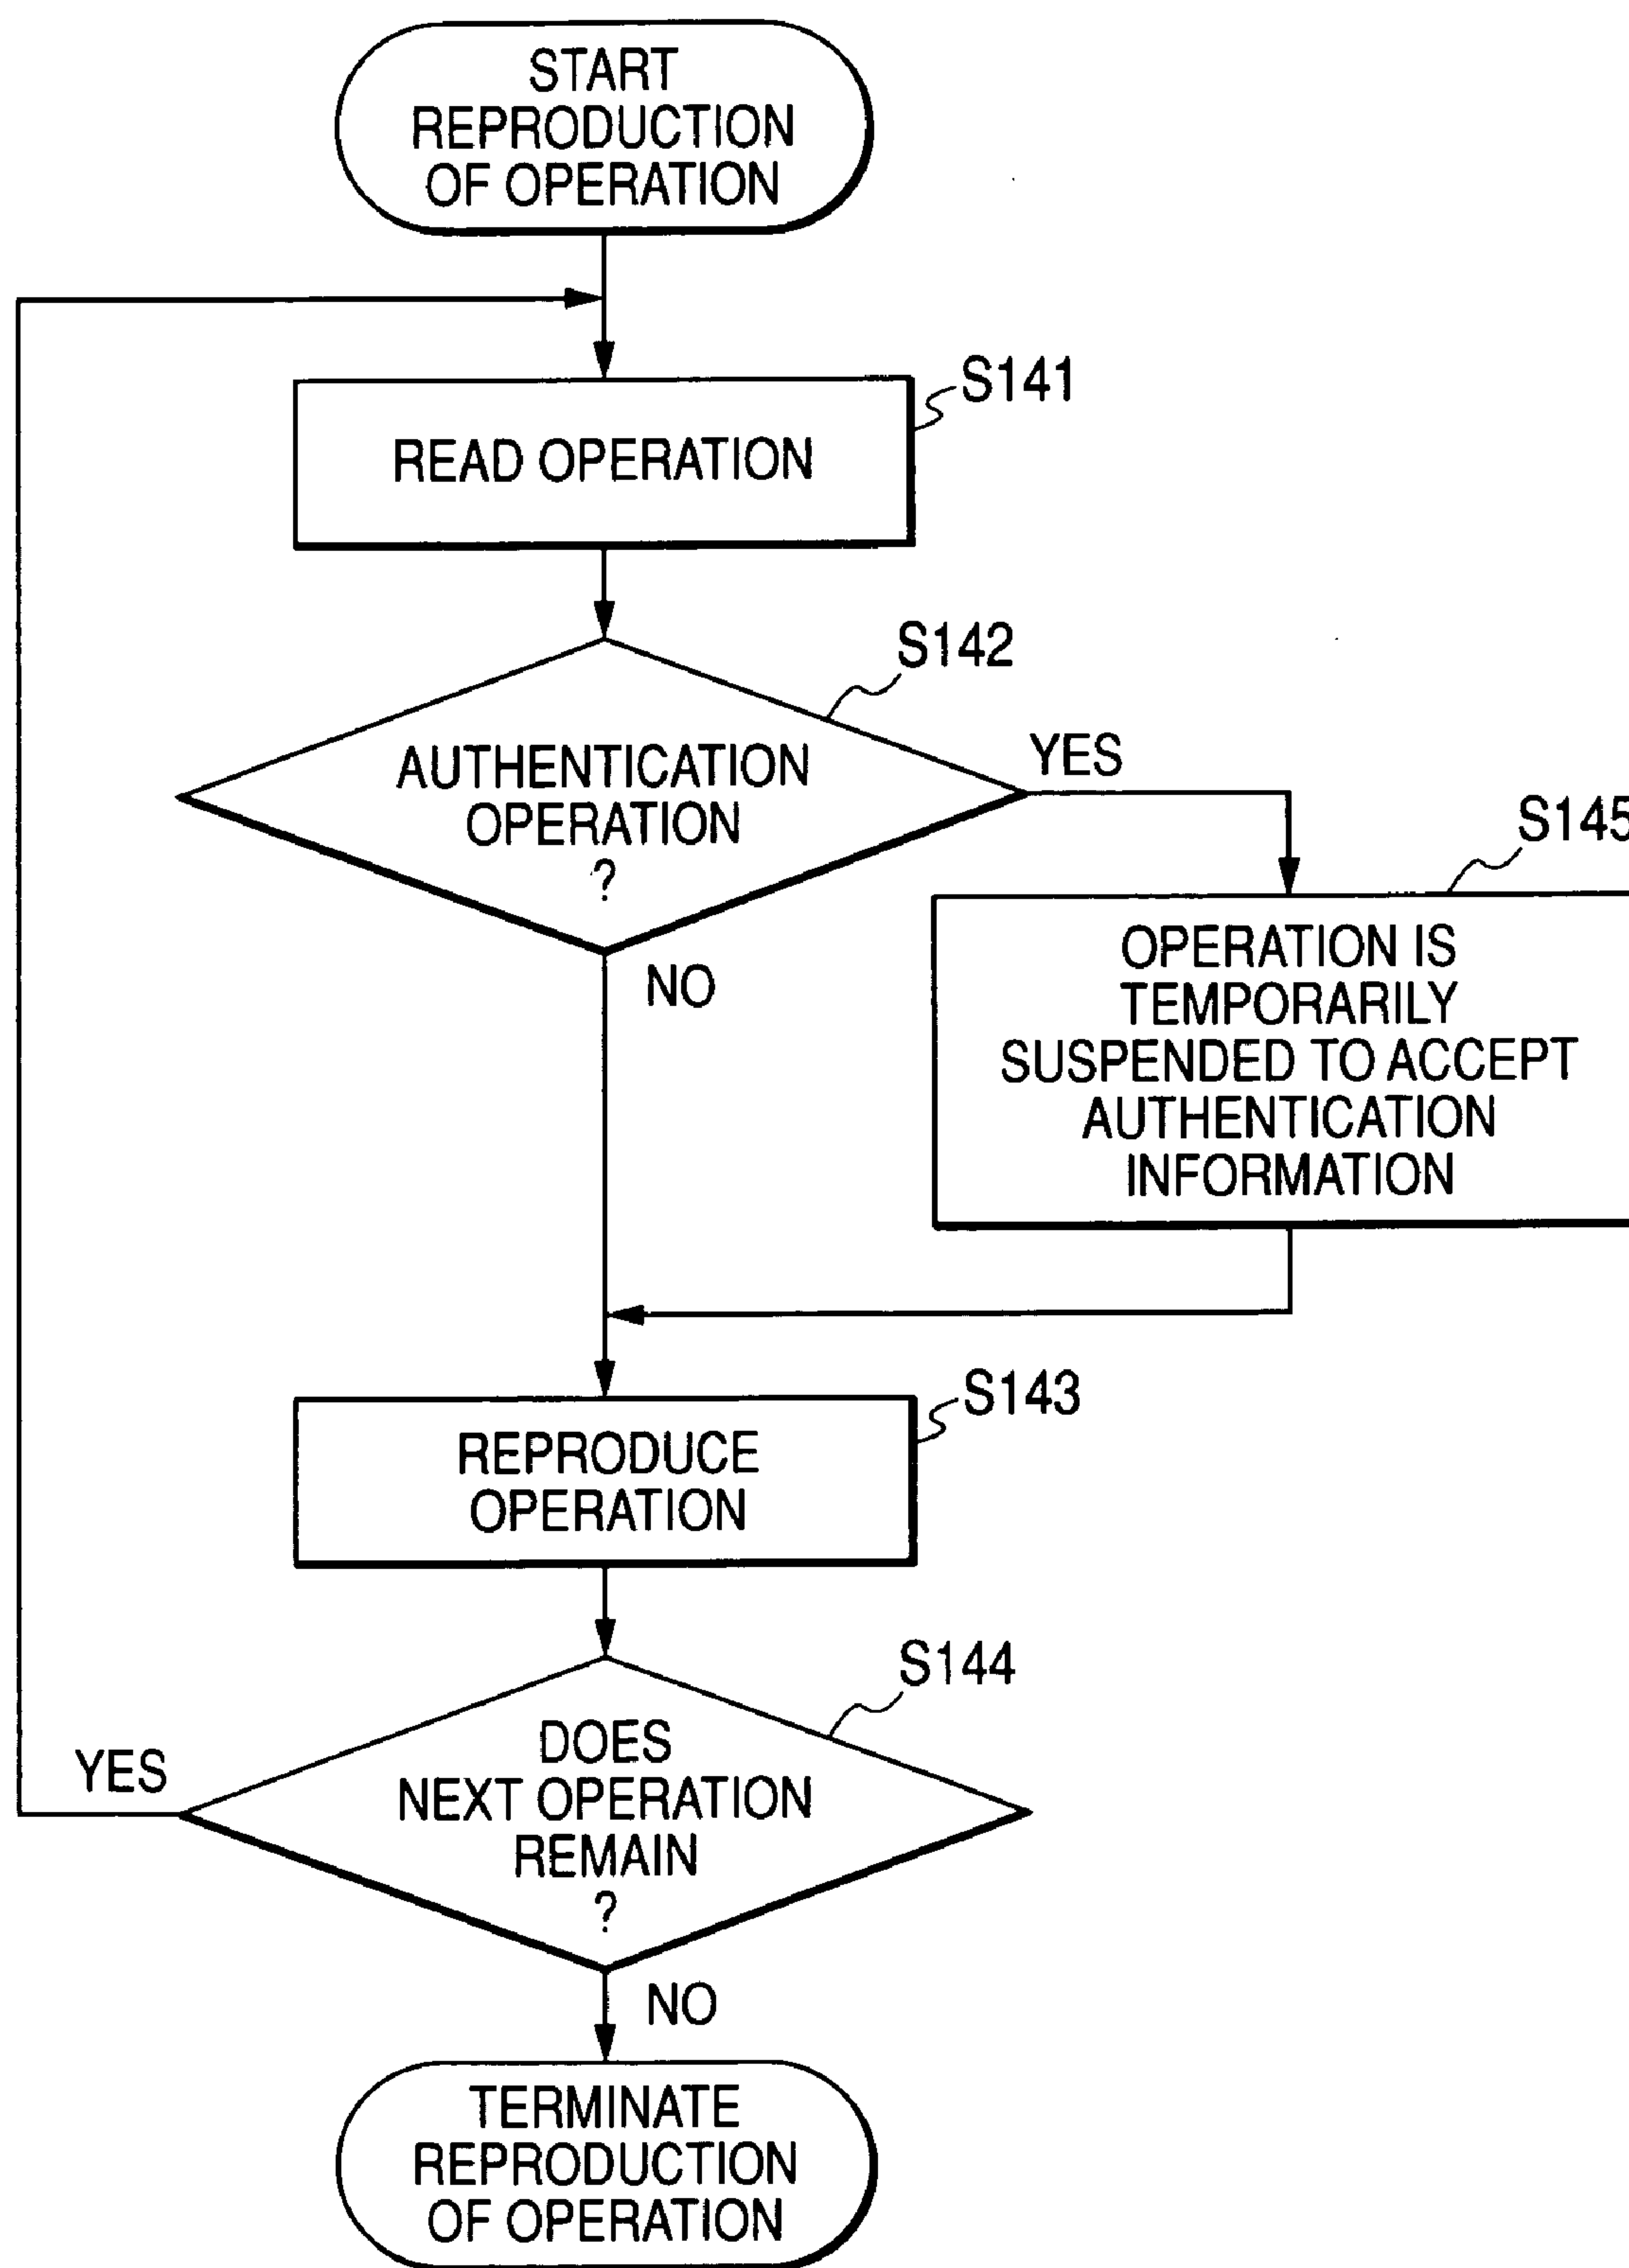 START
REPRODUCTION
OF OPERATION
S141
READ OPERATION
S142
AUTHENTICATION
OPERATION
?
YES
NO
S145
OPERATION IS
TEMPORARILY
SUSPENDED TO ACCEPT
AUTHENTICATION
INFORMATION
S143
REPRODUCE
OPERATION
S144
DOES
NEXT OPERATION
REMAIN
?
YES
NO
TERMINATE
REPRODUCTION
OF OPERATION